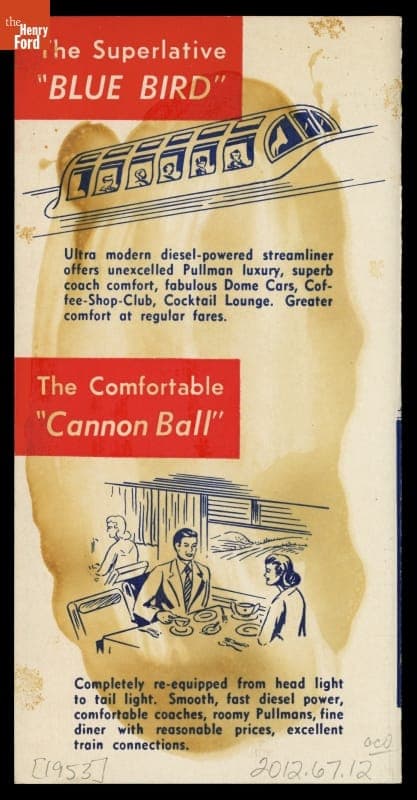 the
Henry
Ford
The Superlative
"BLUE BIRD"
Ultra modern diesel-powered streamliner
offers unexcelled Pullman luxury, superb
coach comfort, fabulous Dome Cars, Cof-
fee-Shop-Club, Cocktail Lounge. Greater
comfort at regular fares.
The Comfortable
"Cannon Ball"
Completely re-equipped from head light
to tail light. Smooth, fast diesel power,
comfortable coaches, roomy Pullmans, fine
diner with reasonable prices, excellent
train connections.
[1953]
2012.67.12